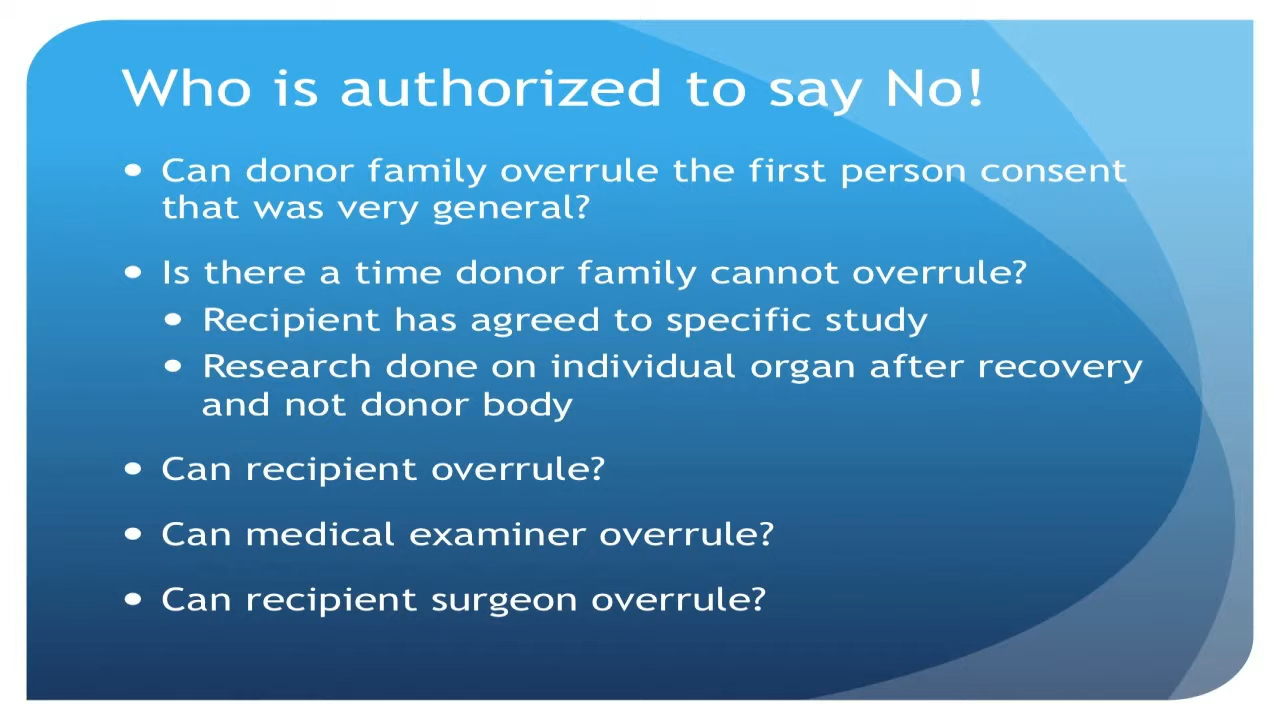 Who is authorized to say No!
• Can donor family overrule the first person consent
that was very general?
• Is there a time donor family cannot overrule?
• Recipient has agreed to specific study
• Research done on individual organ after recovery
and not donor body
• Can recipient overrule?
• Can medical examiner overrule?
• Can recipient surgeon overrule?